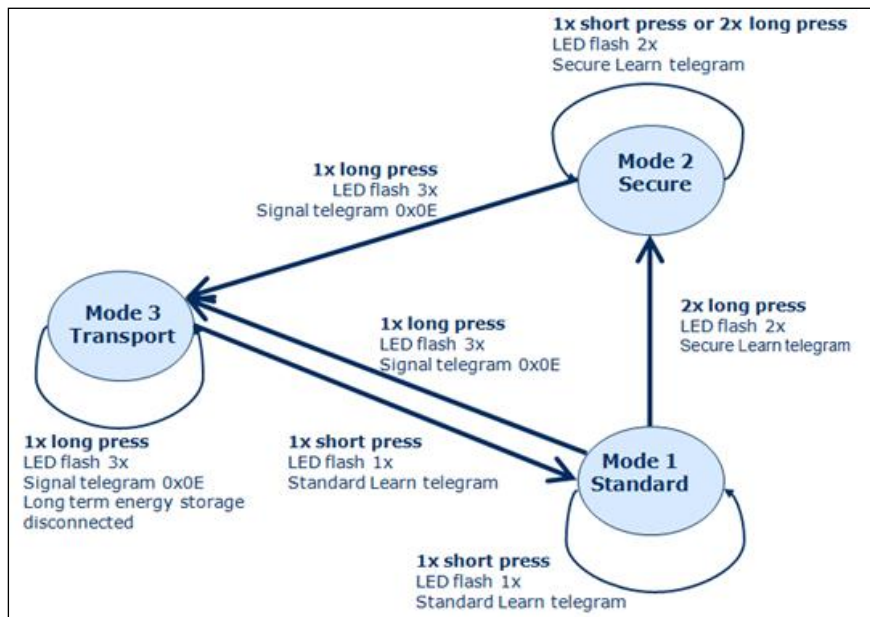 1x short press or 2x long press
LED flash 2x
Secure Learn telegram
Mode 2
Secure
1x long press
LED flash 3x
Signal telegram 0x0E
Mode 3
Transport
1x long press
LED flash 3x
Signal telegram 0x0E
2x long press
LED flash 2x
Secure Learn telegram
1x long press
LED flash 3x
Signal telegram 0x0E
Long term energy storage
disconnected
1x short press
LED flash 1x
Standard Learn telegram
Mode 1
Standard
1x short press
LED flash 1x
Standard Learn telegram